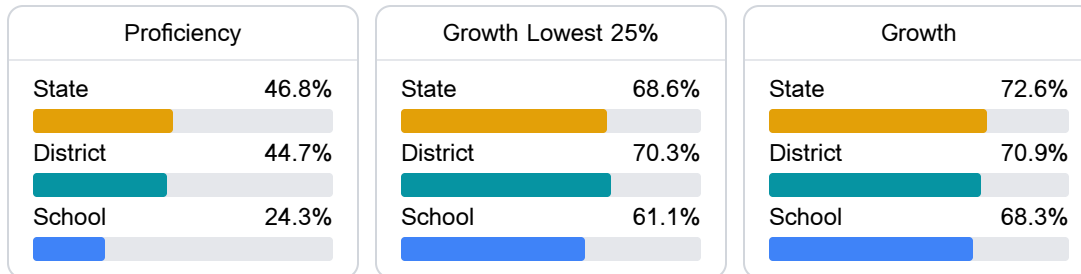 Proficiency
State 46.8%
District 44.7%
School 24.3%
Growth Lowest 25%
State 68.6%
District 70.3%
School 61.1%
Growth
State 72.6%
District 70.9%
School 68.3%